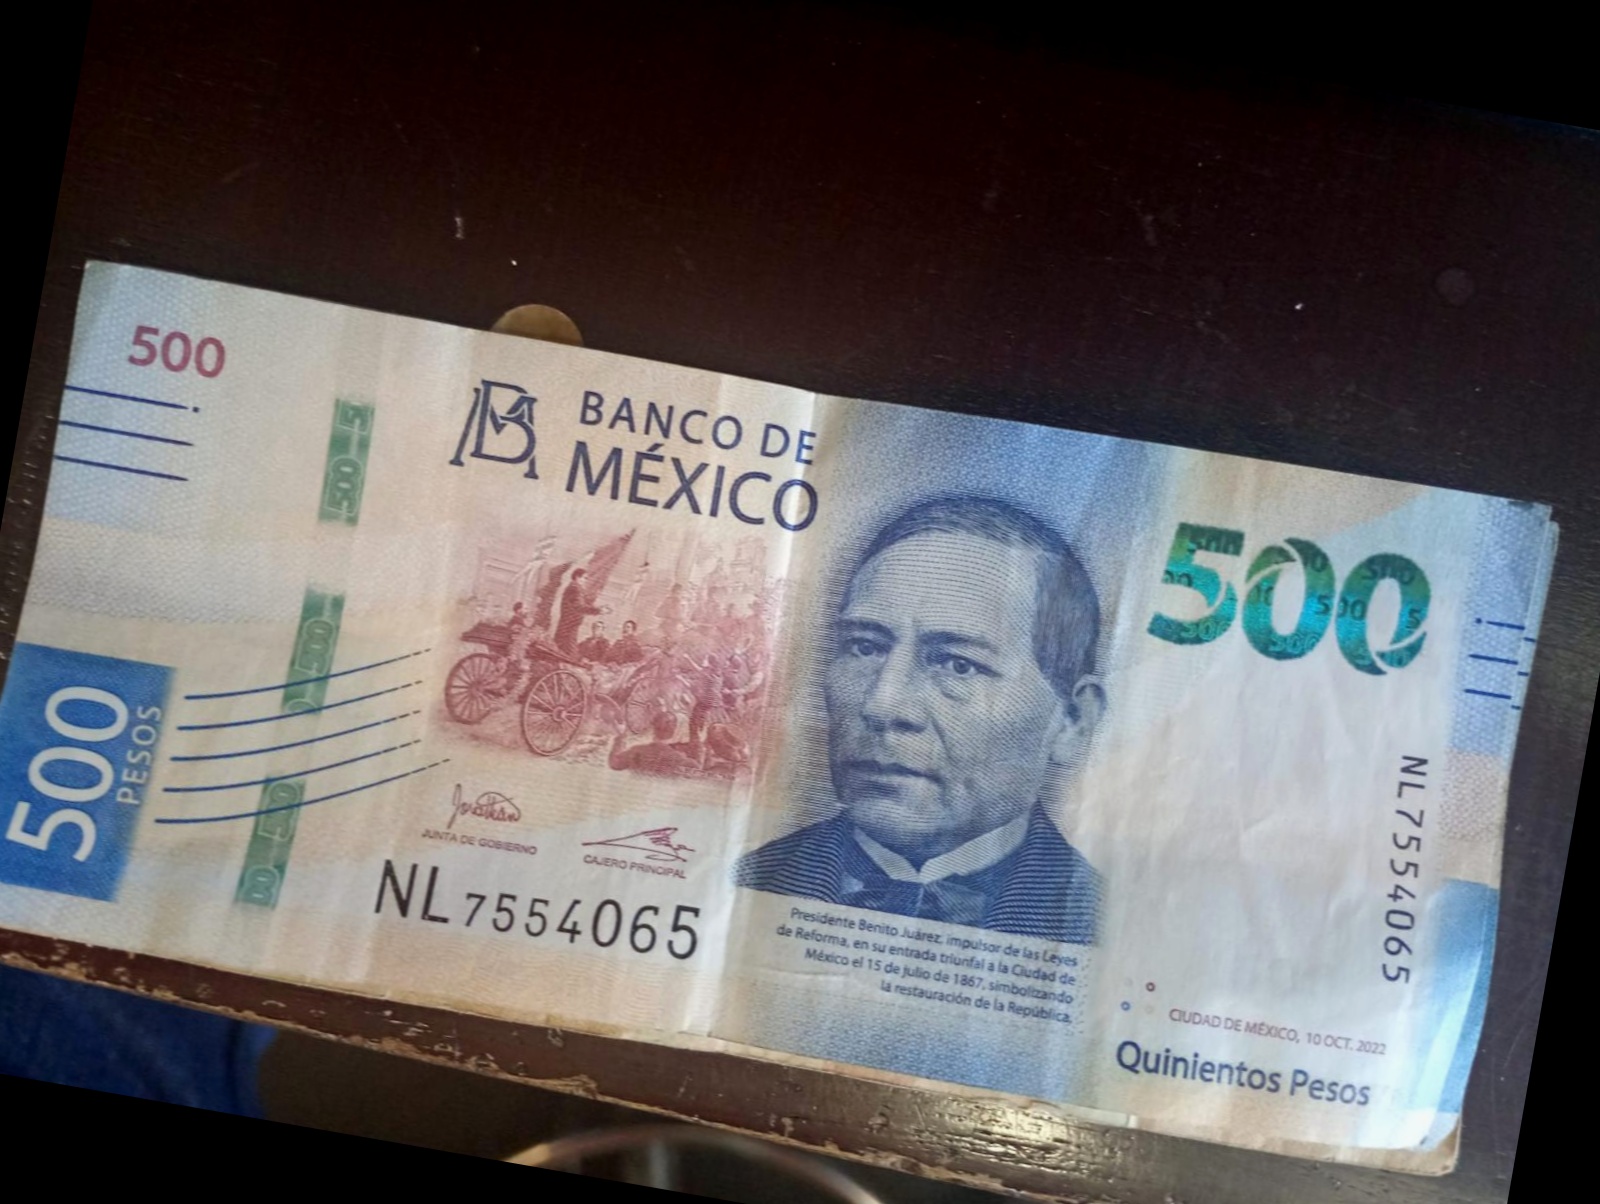 500
BANCO DE
MÉXICO
500
500
PESOS
JUNTA DE GOBIERNO
CAJERO PRINCIPAL
NL7554065
Presidente Benito Juárez, impulsor de las Leyes
de Reforma, en su entrada triunfal a la Ciudad de
México el 15 de julio de 1867, simbolizando
la restauración de la República.
NL7554065
CIUDAD DE MÉXICO, 10 OCT. 2022
Quinientos Pesos